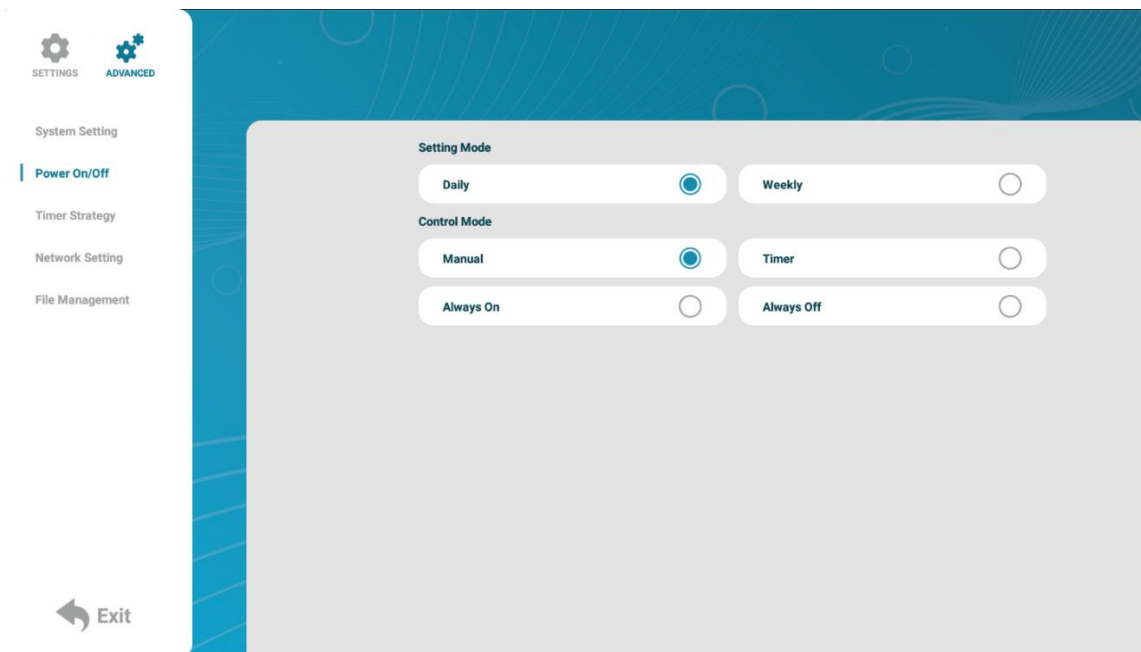 SETTINGS ADVANCED
System Setting
Power On/Off
Timer Strategy
Network Setting
File Management
Exit
Setting Mode
Daily Weekly
Control Mode
Manual Timer
Always On Always Off